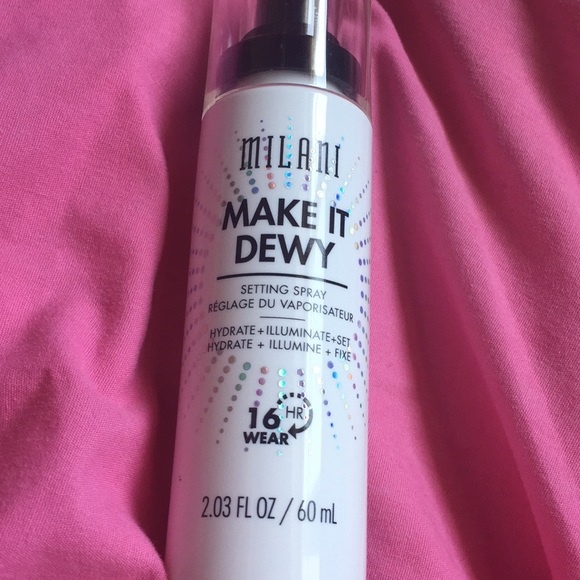 MILANI
MAKE IT
DEWY
SETTING SPRAY
RÉGLAGE DU VAPORISATEUR
HYDRATE+ILLUMINATE+SET
HYDRATE + ILLUMINE + FIXE
16 HR
WEAR
2.03 FL OZ / 60 mL